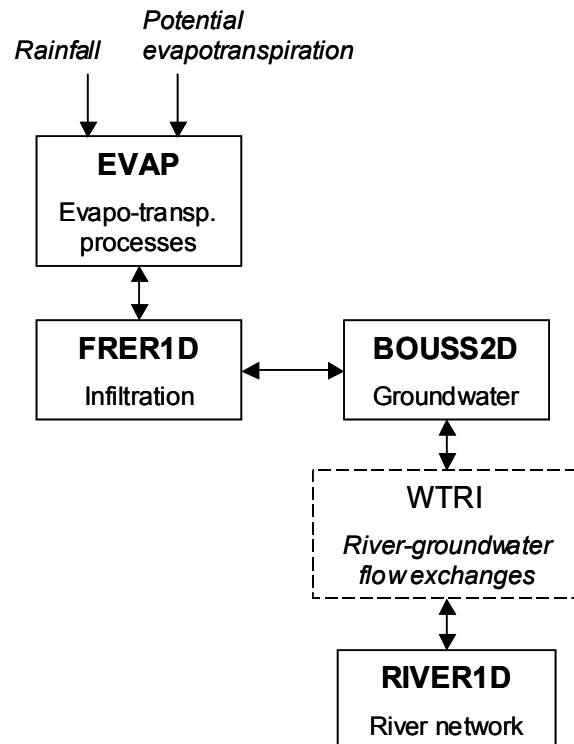 Rainfall
Potential
evapotranspiration
EVAP
Evapo-transp.
processes
FRER1D
Infiltration
BOUSS2D
Groundwater
WTRI
River-groundwater
flow exchanges
RIVER1D
River network